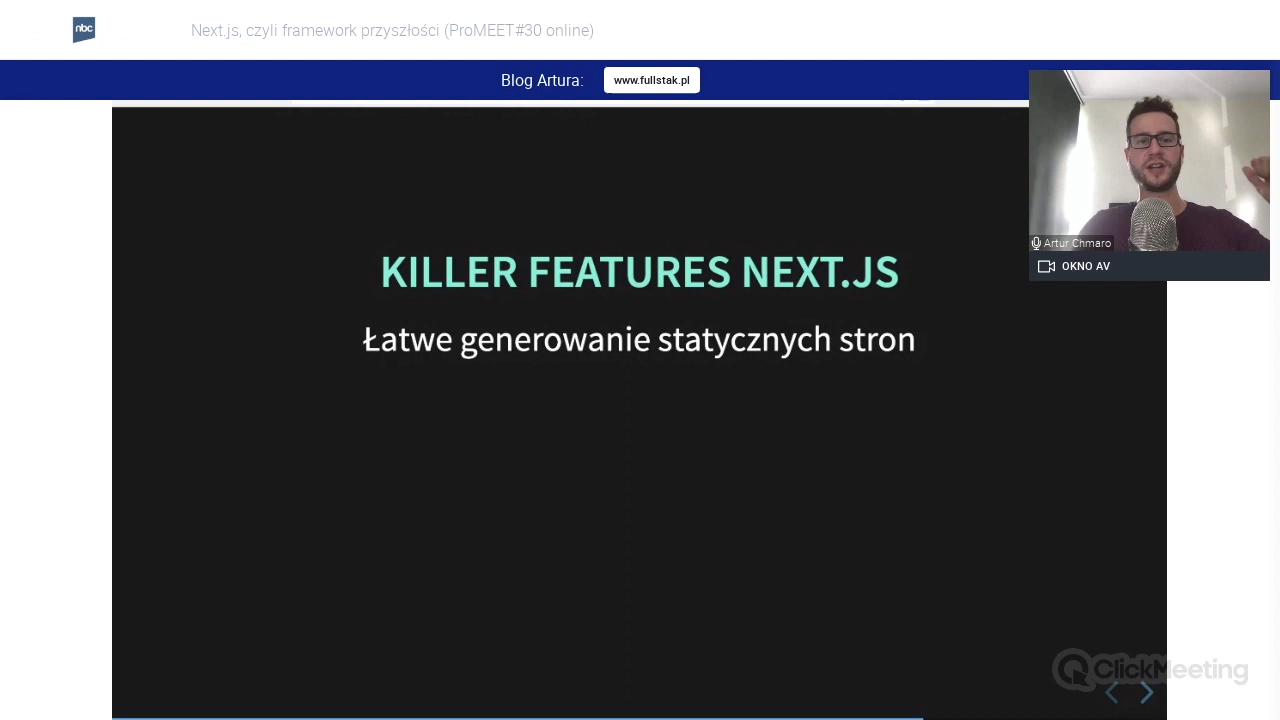 nbc
Next.js, czyli framework przyszłości (ProMEET#30 online)
Blog Artura:
www.fullstak.pl
Artur Chmaro
OKNO AV
KILLER FEATURES NEXT.JS
Łatwe generowanie statycznych stron
ClickMeeting